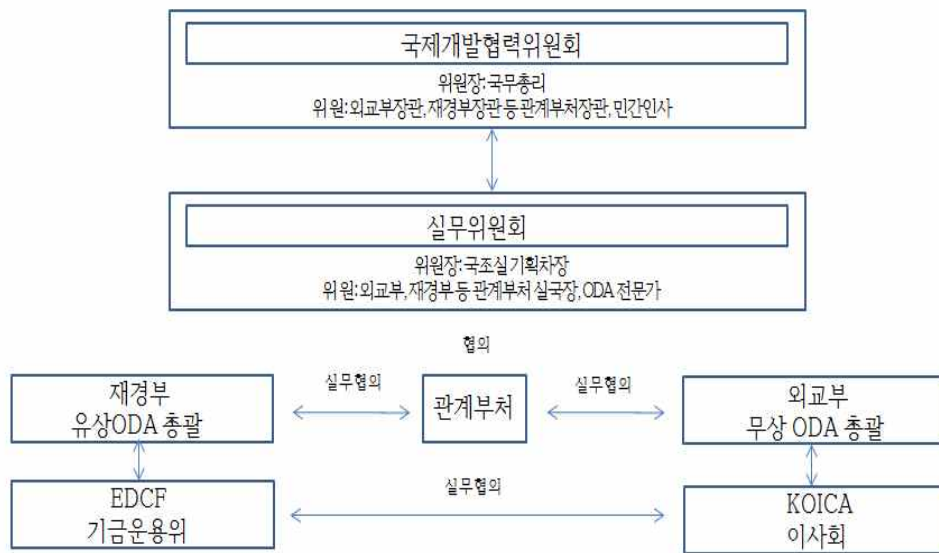 국제개발협력위원회
위원장:국무총리
위원:외교부장관, 재경부장관 등 관계부처장관, 민간인사
실무위원회
위원장:국조실 기획차장
위원:외교부, 재경부 등 관계부처 실국장, ODA 전문가
협의
재경부
유상ODA 총괄
실무협의
관계부처
실무협의
외교부
무상 ODA 총괄
EDCF
기금운용위
실무협의
KOICA
이사회